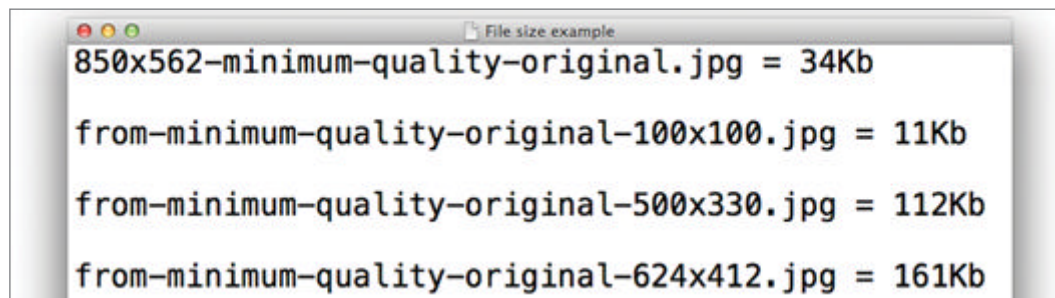 File size example
850x562-minimum-quality-original.jpg = 34Kb
from-minimum-quality-original-100x100.jpg = 11Kb
from-minimum-quality-original-500x330.jpg = 112Kb
from-minimum-quality-original-624x412.jpg = 161Kb